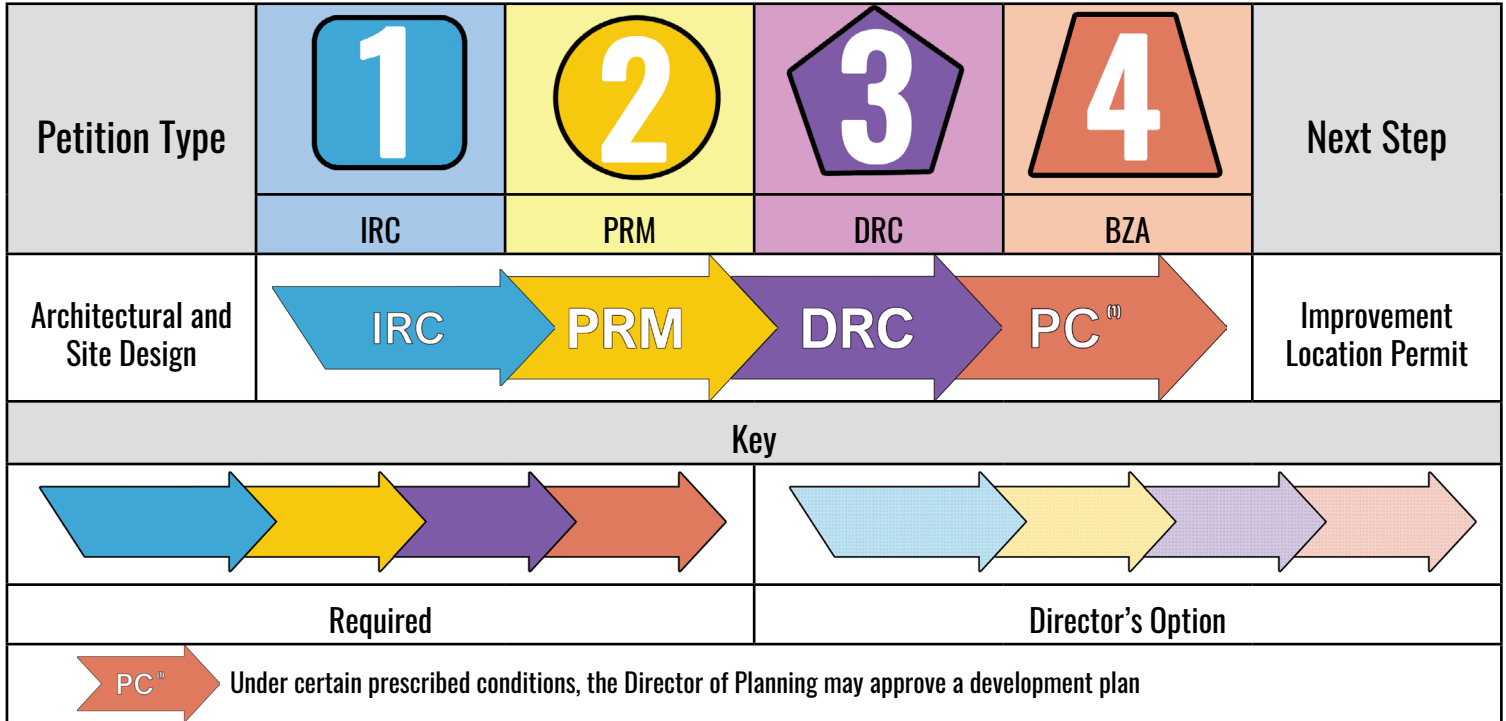 Petition Type
1
2
3
4
Next Step
IRC
PRM
DRC
BZA
Architectural and
Site Design
IRC
PRM
DRC
PC (1)
Improvement
Location Permit
Key
Required
Director's Option
PC (1)
Under certain prescribed conditions, the Director of Planning may approve a development plan